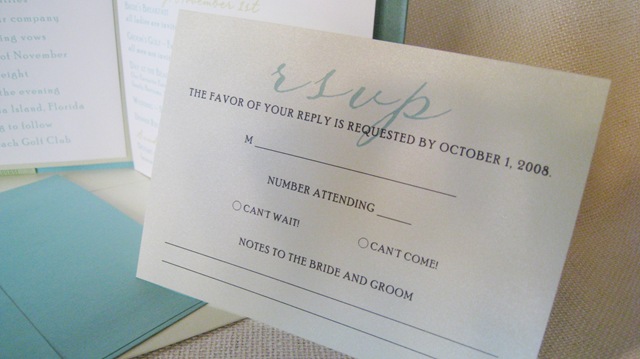 company
ing vows
of November
eight
the evening
Island, Florida
to follow
Golf Club
rsvp
THE FAVOR OF YOUR REPLY IS REQUESTED BY OCTOBER 1, 2008.
M
NUMBER ATTENDING
CAN'T WAIT!
CAN'T COME!
NOTES TO THE BRIDE AND GROOM